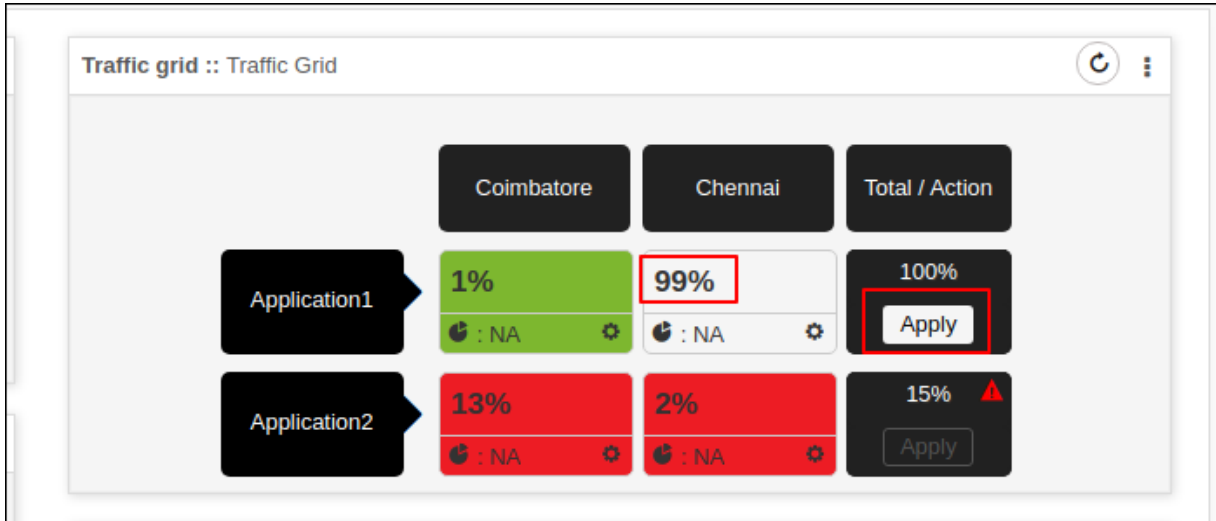 Traffic grid :: Traffic Grid
Coimbatore Chennai Total / Action
Application1 1% 99% 100%
: NA : NA Apply
Application2 13% 2% 15%
: NA : NA Apply